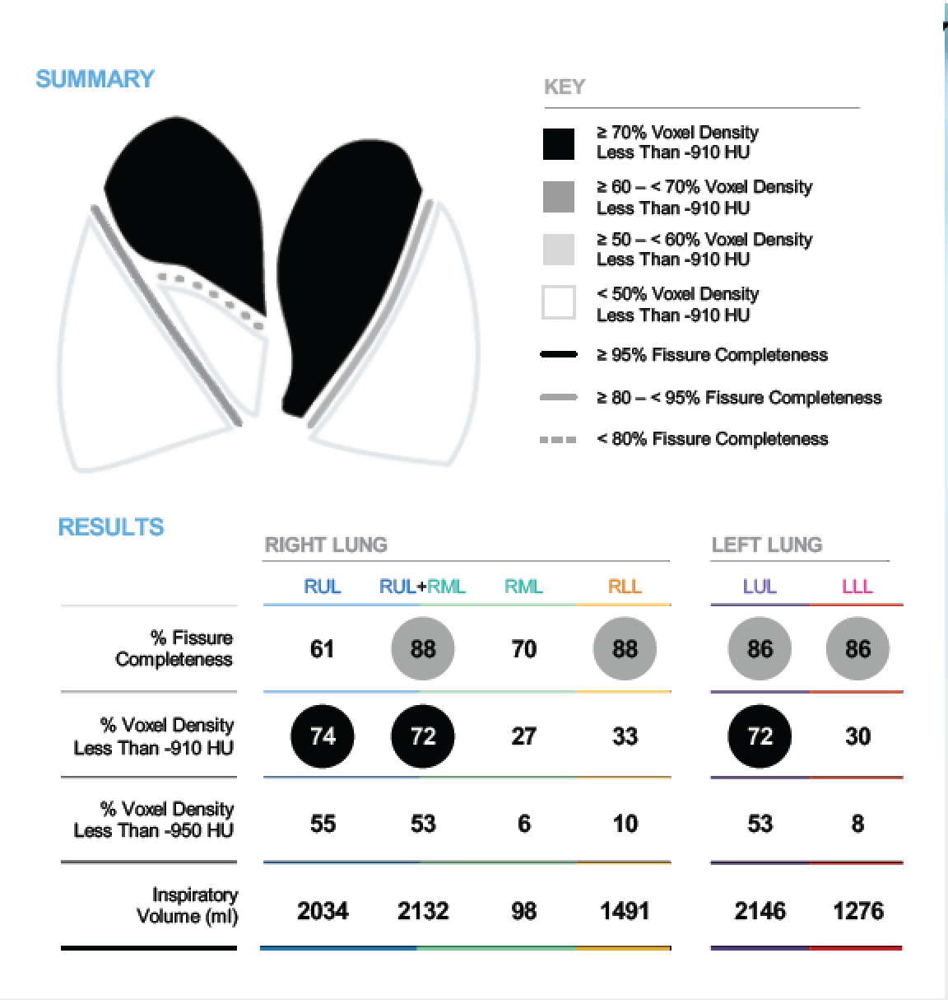 SUMMARY
KEY
≥ 70% Voxel Density
Less Than -910 HU
≥ 60 – < 70% Voxel Density
Less Than -910 HU
≥ 50 – < 60% Voxel Density
Less Than -910 HU
< 50% Voxel Density
Less Than -910 HU
≥ 95% Fissure Completeness
≥ 80 – < 95% Fissure Completeness
< 80% Fissure Completeness
RESULTS
RIGHT LUNG LEFT LUNG
RUL RUL+RML RML RLL LUL LLL
% Fissure
Completeness
61 88 70 88 86 86
% Voxel Density
Less Than -910 HU
74 72 27 33 72 30
% Voxel Density
Less Than -950 HU
55 53 6 10 53 8
Inspiratory
Volume (ml)
2034 2132 98 1491 2146 1276